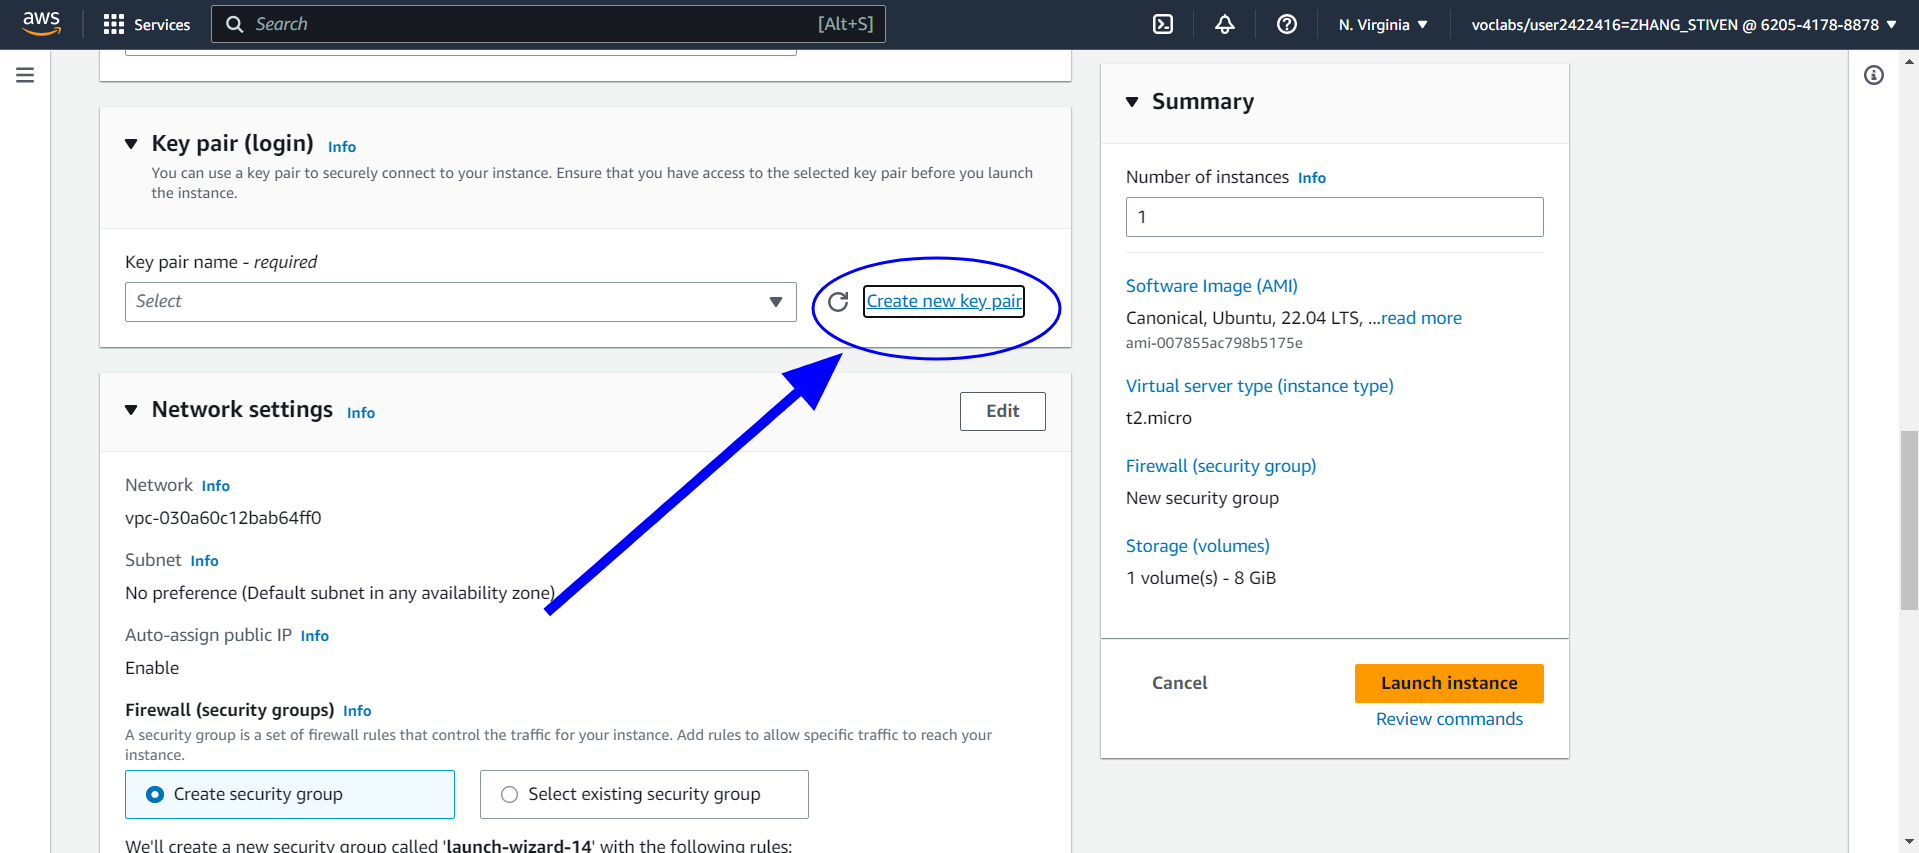 aws
Services
Search
[Alt+S]
N. Virginia
voclabs/user2422416=ZHANG_STIVEN @ 6205-4178-8878
Key pair (login) Info
You can use a key pair to securely connect to your instance. Ensure that you have access to the selected key pair before you launch
the instance.
Key pair name - required
Select
Create new key pair
Network settings Info
Edit
Network Info
vpc-030a60c12bab64ff0
Subnet Info
No preference (Default subnet in any availability zone)
Auto-assign public IP Info
Enable
Firewall (security groups) Info
A security group is a set of firewall rules that control the traffic for your instance. Add rules to allow specific traffic to reach your
instance.
Create security group
Select existing security group
We'll create a new security group called 'launch-wizard-14' with the following rules:
Summary
Number of instances Info
1
Software Image (AMI)
Canonical, Ubuntu, 22.04 LTS, ...read more
ami-007855ac798b5175e
Virtual server type (instance type)
t2.micro
Firewall (security group)
New security group
Storage (volumes)
1 volume(s) - 8 GiB
Cancel
Launch instance
Review commands